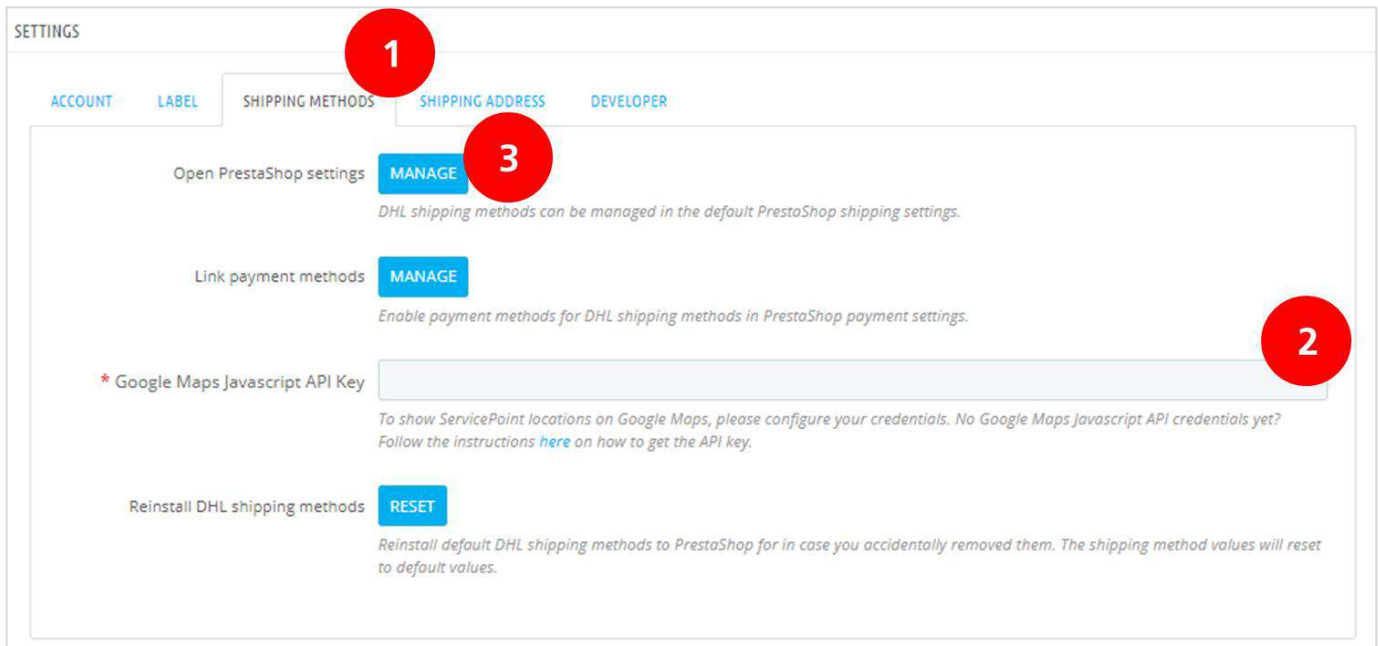 SETTINGS
1
ACCOUNT LABEL SHIPPING METHODS SHIPPING ADDRESS DEVELOPER
3
Open PrestaShop settings MANAGE
DHL shipping methods can be managed in the default PrestaShop shipping settings.
Link payment methods MANAGE
Enable payment methods for DHL shipping methods in PrestaShop payment settings.
2
* Google Maps Javascript API Key
To show ServicePoint locations on Google Maps, please configure your credentials. No Google Maps Javascript API credentials yet?
Follow the instructions here on how to get the API key.
Reinstall DHL shipping methods RESET
Reinstall default DHL shipping methods to PrestaShop for in case you accidentally removed them. The shipping method values will reset
to default values.